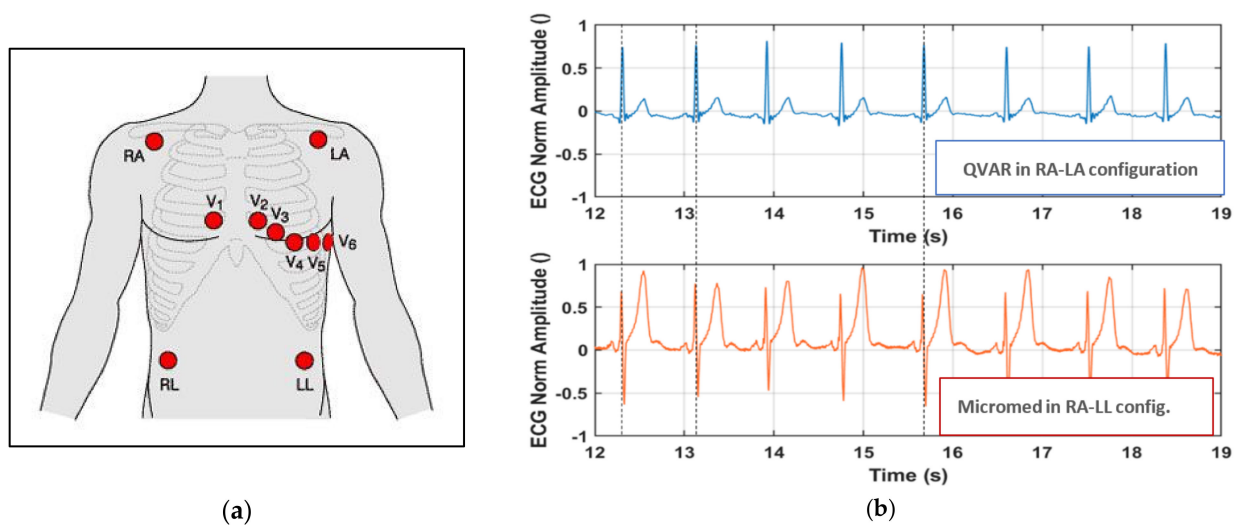 RA
LA
V1
V2
V3
V4
V5
V6
RL
LL
(a)
ECG Norm Amplitude ()
1
0.5
0
-0.5
-1
QVAR in RA-LA configuration
12 13 14 15 16 17 18 19
Time (s)
ECG Norm Amplitude ()
1
0.5
0
-0.5
-1
Micromed in RA-LL config.
12 13 14 15 16 17 18 19
Time (s)
(b)